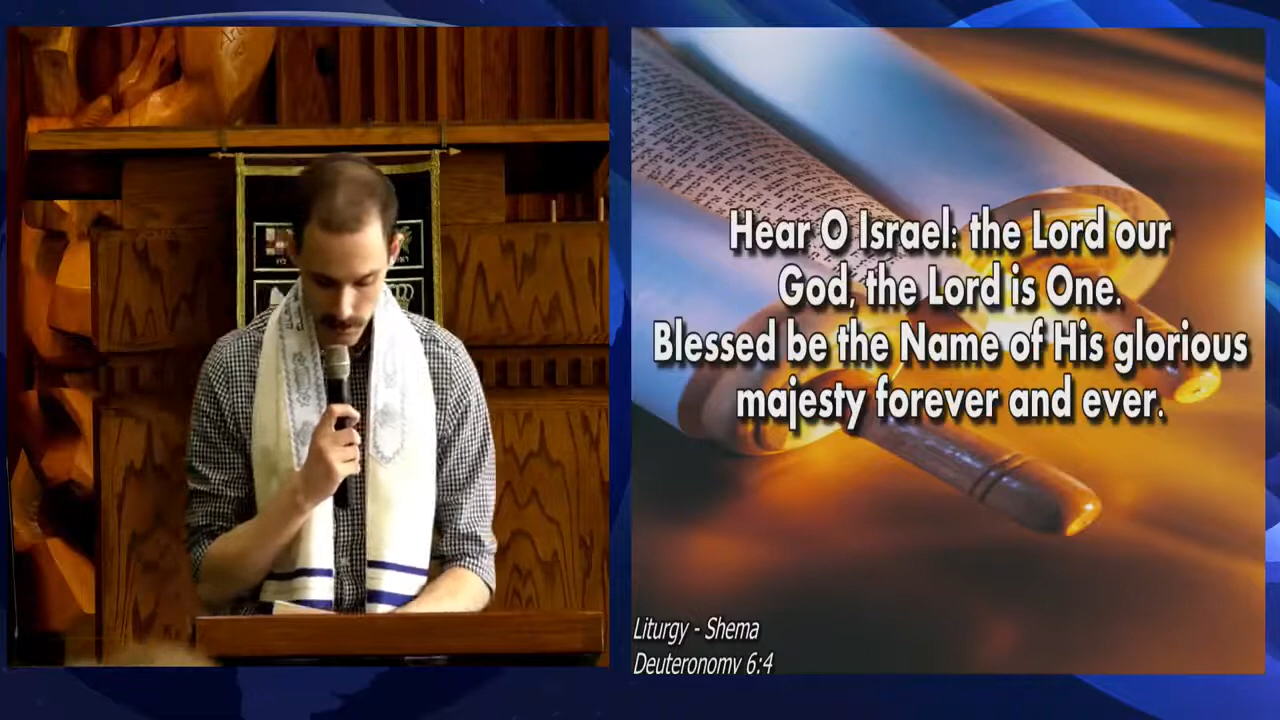 Hear O Israel: the Lord our
God, the Lord is One.
Blessed be the Name of His glorious
majesty forever and ever.
Liturgy - Shema
Deuteronomy 6:4